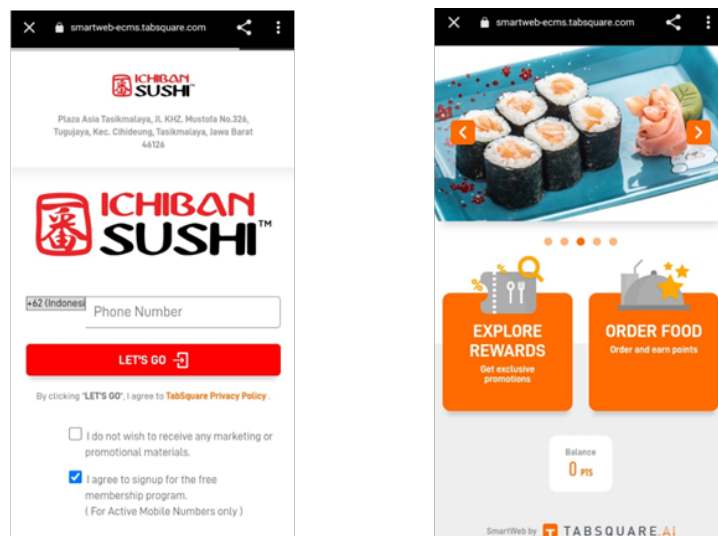 smartweb-ecms.tabsquare.com
ICHIBAN
SUSHI
Plaza Asia Tasikmalaya, Jl. KHZ. Mustofa No.326,
Tugujaya, Kec. Cihideung, Tasikmalaya, Jawa Barat
46126
番
ICHIBAN
SUSHI™
+62 (Indonesi
Phone Number
LET'S GO
By clicking "LET'S GO", I agree to TabSquare Privacy Policy .
I do not wish to receive any marketing or
promotional materials.
I agree to signup for the free
membership program.
( For Active Mobile Numbers only )
smartweb-ecms.tabsquare.com
EXPLORE
REWARDS
Get exclusive
promotions
ORDER FOOD
Order and earn points
Balance
0 PTS
SmartWeb by TABSQUARE.AI